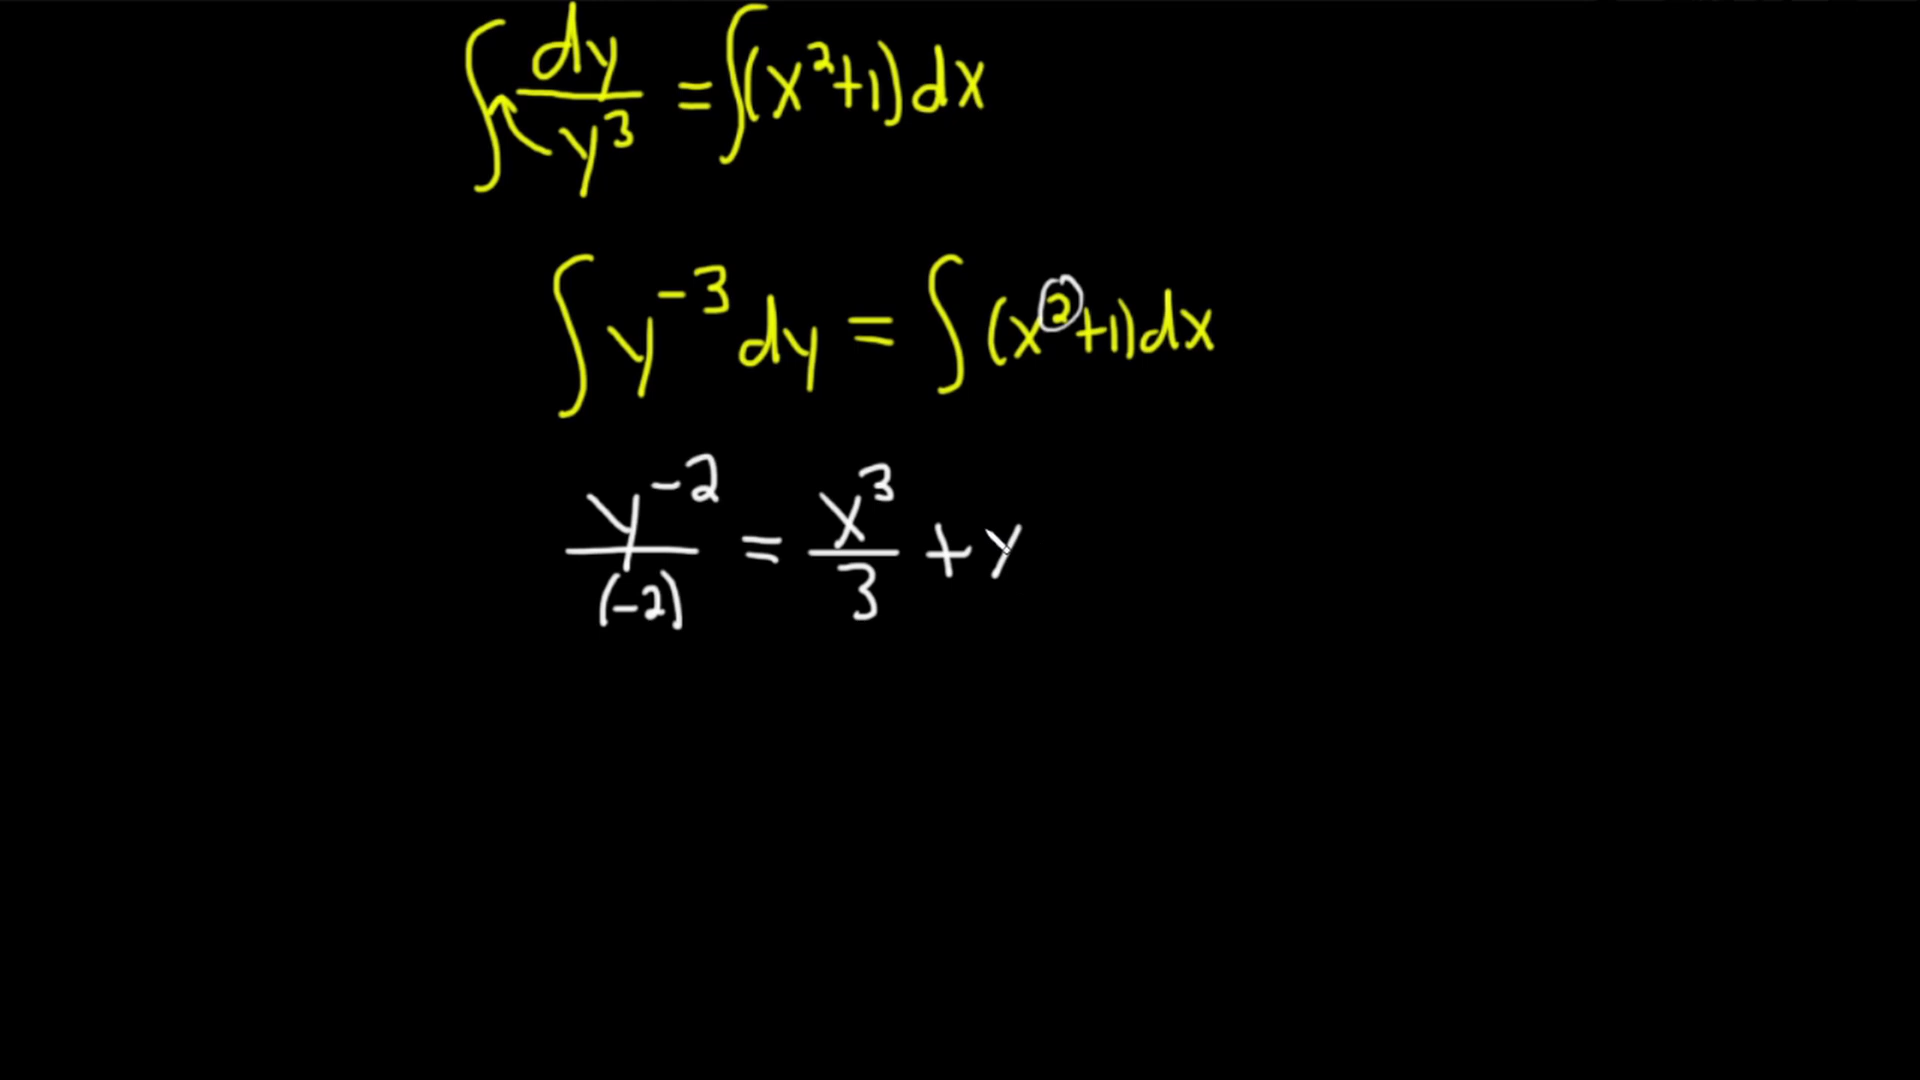 ∫ dy/y³ = ∫(x²+1)dx
∫ y⁻³ dy = ∫ (x²+1)dx
y⁻²/(-2) = x³/3 +